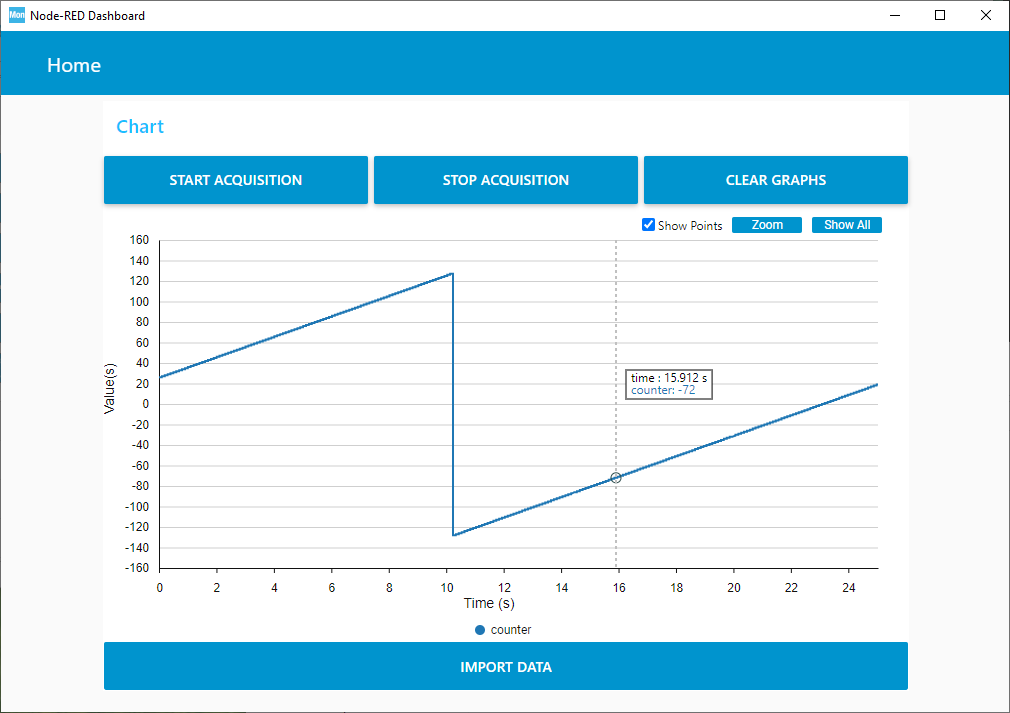 Mon Node-RED Dashboard
Home
Chart
START ACQUISITION STOP ACQUISITION CLEAR GRAPHS
Show Points Zoom Show All
160
140
120
100
80
60
40
20
0
-20
-40
-60
-80
-100
-120
-140
-160
Value(s)
time : 15.912 s
counter: -72
0 2 4 6 8 10 12 14 16 18 20 22 24
Time (s)
counter
IMPORT DATA